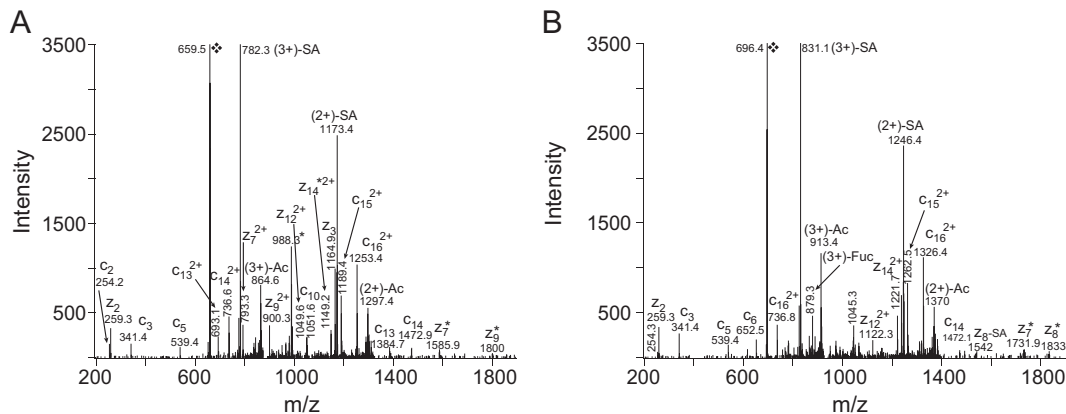 A
Intensity
3500
2500
1500
500
659.5 ❖
782.3 (3+)-SA
(2+)-SA
1173.4
z14*2+
c15 2+
z3
1164.9
z12 2+
988.3*
c16 2+
1253.4
z7 2+
c14 2+
c13 2+
(3+)-Ac
864.6
c2
254.2
736.6
693.1
793.3
z9 2+
900.3
1049.6
c10
1051.6
1149.2
1189.4
(2+)-Ac
1297.4
z2
259.3
c3
341.4
c5
539.4
c13
1384.7
c14
1472.9
z7*
1585.9
z9*
1800
200
600
1000
1400
1800
m/z
B
Intensity
3500
2500
1500
500
696.4 ❖
831.1 (3+)-SA
(2+)-SA
1246.4
c15 2+
(3+)-Ac
913.4
c16 2+
1326.4
(3+)-Fuc
z14 2+
1221.7
1262.5
z2
259.3
254.3
c3
341.4
c5
539.4
c6
652.5
c16 2+
736.8
879.3
1045.3
z12 2+
1122.3
(2+)-Ac
1370
c14
1472.1
z8-SA
1542
z7*
1731.9
z8*
1833
200
600
1000
1400
1800
m/z